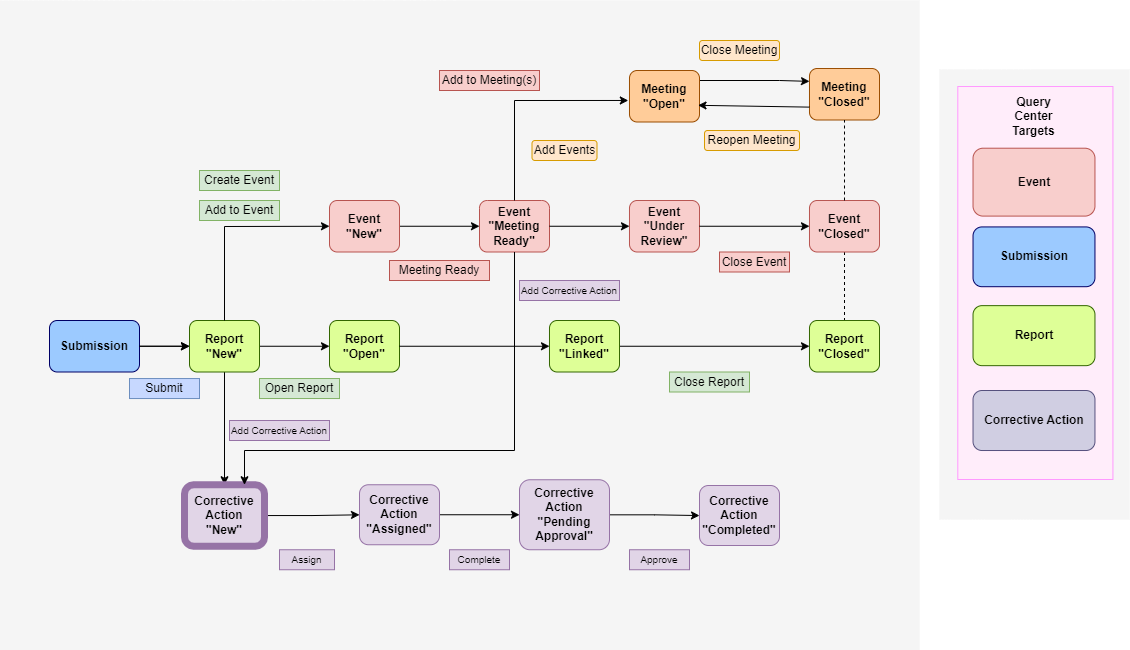 Close Meeting
Add to Meeting(s)
Meeting
"Open"
Meeting
"Closed"
Reopen Meeting
Add Events
Create Event
Add to Event
Event
"New"
Event
"Meeting
Ready"
Event
"Under
Review"
Event
"Closed"
Meeting Ready
Close Event
Add Corrective Action
Submission
Report
"New"
Report
"Open"
Report
"Linked"
Report
"Closed"
Submit
Open Report
Close Report
Add Corrective Action
Corrective
Action
"New"
Corrective
Action
"Assigned"
Corrective
Action
"Pending
Approval"
Corrective
Action
"Completed"
Assign
Complete
Approve
Query
Center
Targets
Event
Submission
Report
Corrective Action